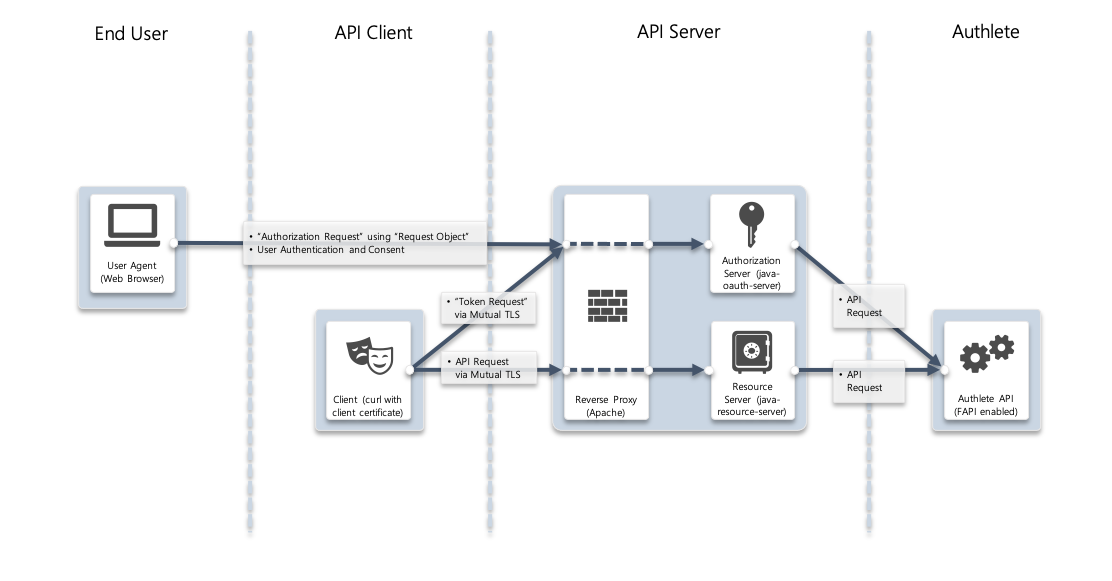 End User
API Client
API Server
Authlete
• “Authorization Request” using “Request Object”
• User Authentication and Consent
User Agent
(Web Browser)
Authorization
Server (java-
oauth-server)
• “Token Request”
via Mutual TLS
• API
Request
• API Request
via Mutual TLS
• API
Request
Client (curl with
client certificate)
Reverse Proxy
(Apache)
Resource
Server (java-
resource-server)
Authlete API
(FAPI enabled)